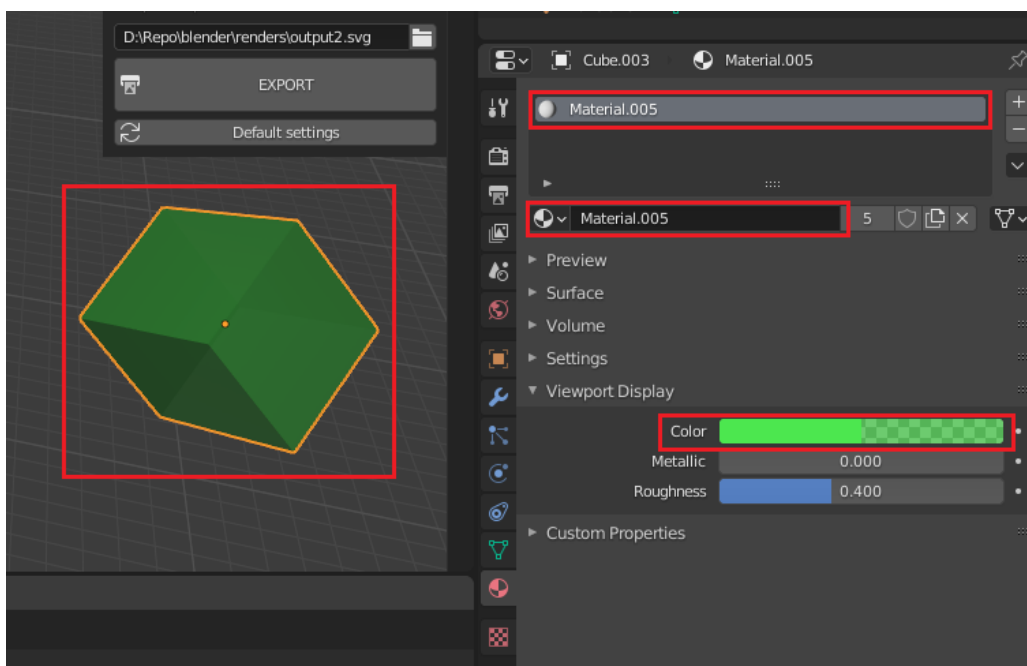 D:\Repo\blender\renders\output2.svg
EXPORT
Default settings
Cube.003 Material.005
Material.005
Material.005 5
Preview
Surface
Volume
Settings
Viewport Display
Color
Metallic 0.000
Roughness 0.400
Custom Properties